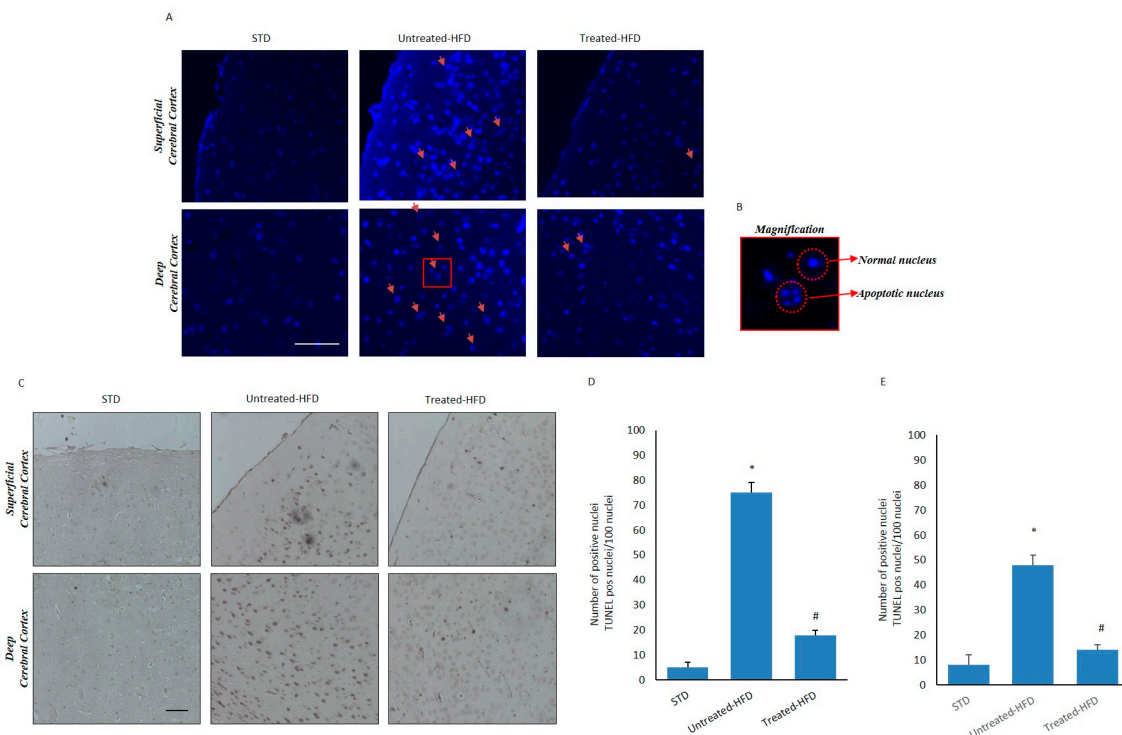 A
STD
Untreated-HFD
Treated-HFD
Superficial
Cerebral Cortex
Deep
Cerebral Cortex
B
Magnification
Normal nucleus
Apoptotic nucleus
C
STD
Untreated-HFD
Treated-HFD
Superficial
Cerebral Cortex
Deep
Cerebral Cortex
D
Number of positive nuclei
TUNEL pos nuclei/100 nuclei
100
90
80
70
60
50
40
30
20
10
0
*
#
STD
Untreated-HFD
Treated-HFD
E
Number of positive nuclei
TUNEL pos nuclei/100 nuclei
100
90
80
70
60
50
40
30
20
10
0
*
#
STD
Untreated-HFD
Treated-HFD